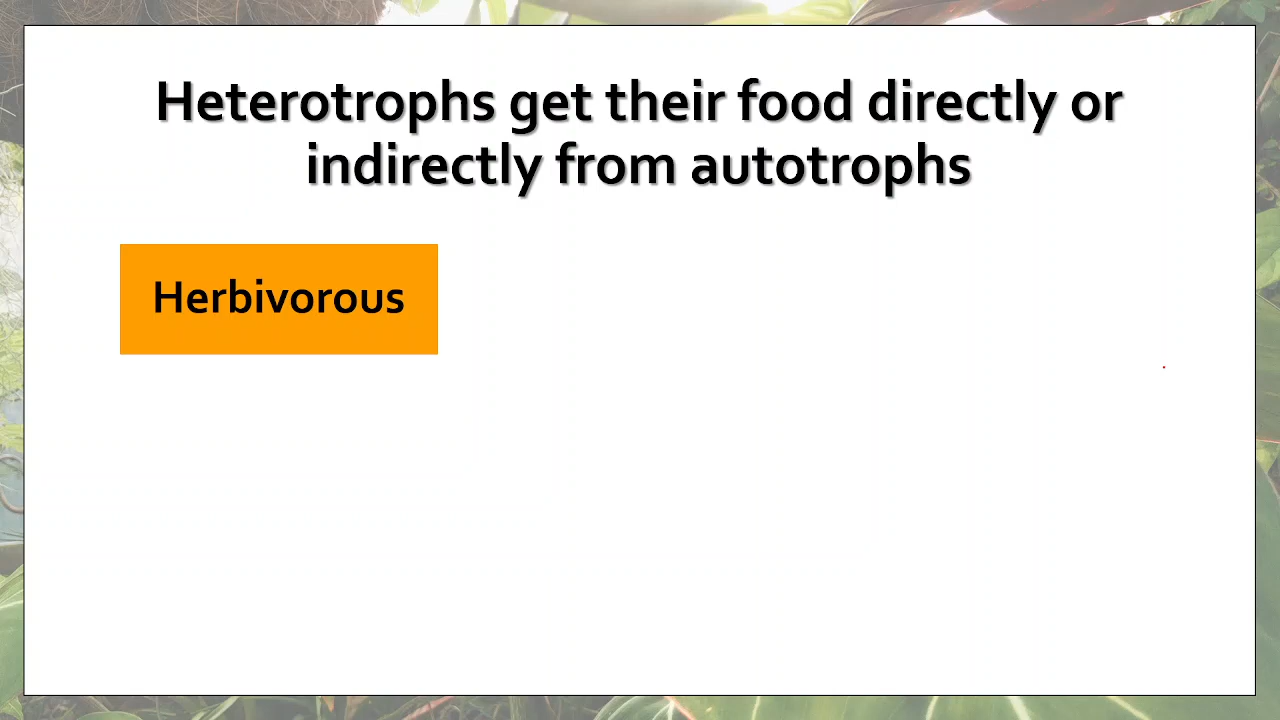 Heterotrophs get their food directly or
indirectly from autotrophs
Herbivorous